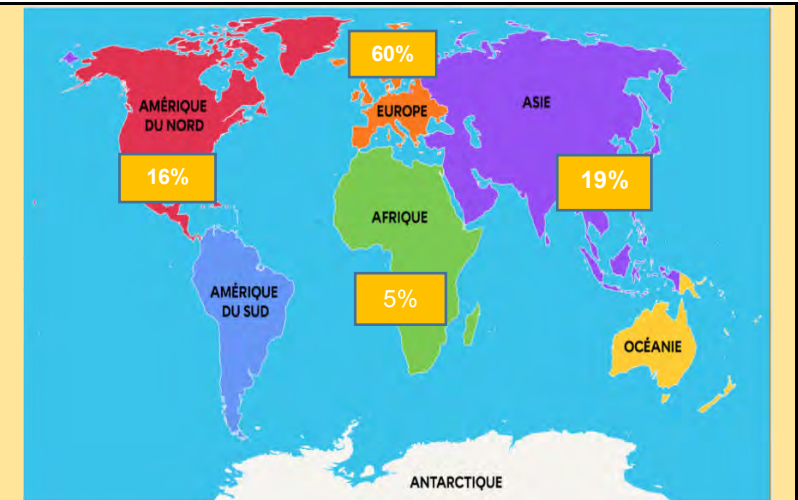 60%
AMÉRIQUE
DU NORD
EUROPE
ASIE
16%
19%
AFRIQUE
AMÉRIQUE
DU SUD
5%
OCÉANIE
ANTARCTIQUE